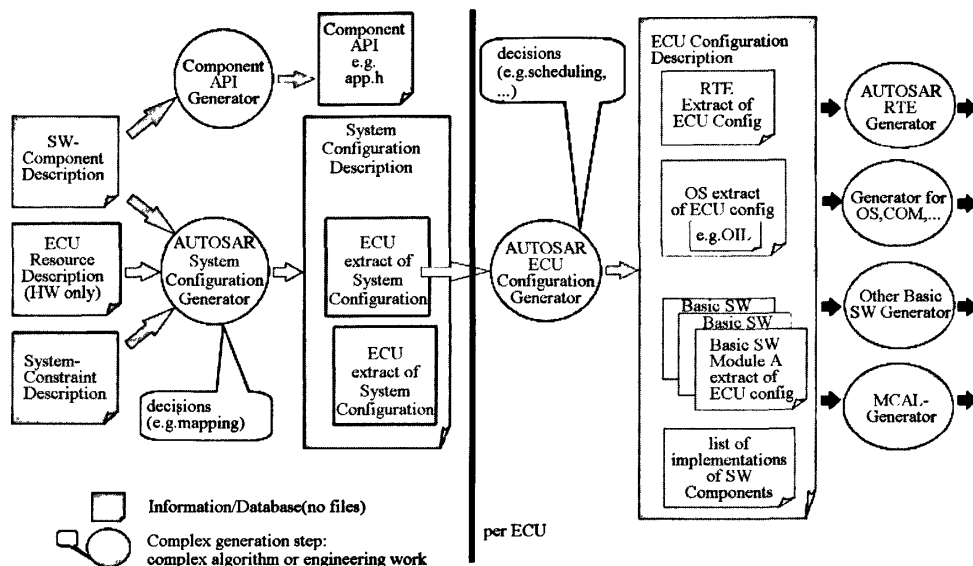 Component
API
Generator
Component
API
e.g.
app.h
SW-
Component
Description
ECU
Resource
Description
(HW only)
System-
Constraint
Description
AUTOSAR
System
Configuration
Generator
decisions
(e.g.mapping)
System
Configuration
Description
ECU
extract of
System
Configuration
ECU
extract of
System
Configuration
decisions
(e.g.scheduling,
...)
AUTOSAR
ECU
Configuration
Generator
ECU Configuration
Description
RTE
Extract of
ECU Config
OS extract
of ECU config
e.g.OIL
Basic SW
Basic SW
Basic SW
Module A
extract of
ECU config
list of
implementations
of SW
Components
AUTOSAR
RTE
Generator
Generator for
OS,COM,...
Other Basic
SW Generator
MCAL-
Generator
Information/Database(no files)
Complex generation step:
complex algorithm or engineering work
per ECU